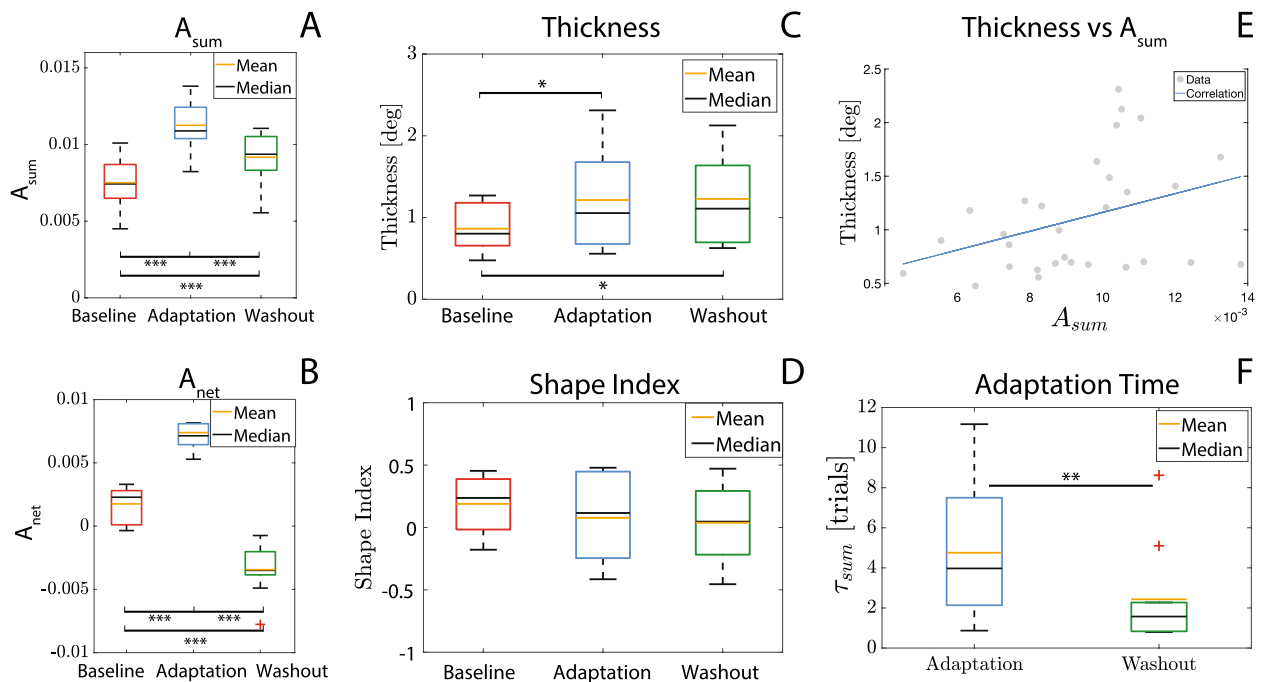 A
A_sum
0.015
0.01
0.005
0
A_sum
Mean
Median
***
***
***
Baseline
Adaptation
Washout
B
A_net
0.01
0.005
0
-0.005
-0.01
A_net
Mean
Median
***
***
+
***
Baseline
Adaptation
Washout
C
Thickness
3
2
1
0
Thickness [deg]
Mean
Median
*
*
Baseline
Adaptation
Washout
D
Shape Index
1
0.5
0
-0.5
-1
Shape Index
Mean
Median
Baseline
Adaptation
Washout
E
Thickness vs A_sum
2.5
2
1.5
1
0.5
Thickness [deg]
Data
Correlation
6 8 10 12 14
×10⁻³
A_sum
F
Adaptation Time
12
10
8
6
4
2
0
τ_sum [trials]
Mean
Median
**
+
+
Adaptation
Washout